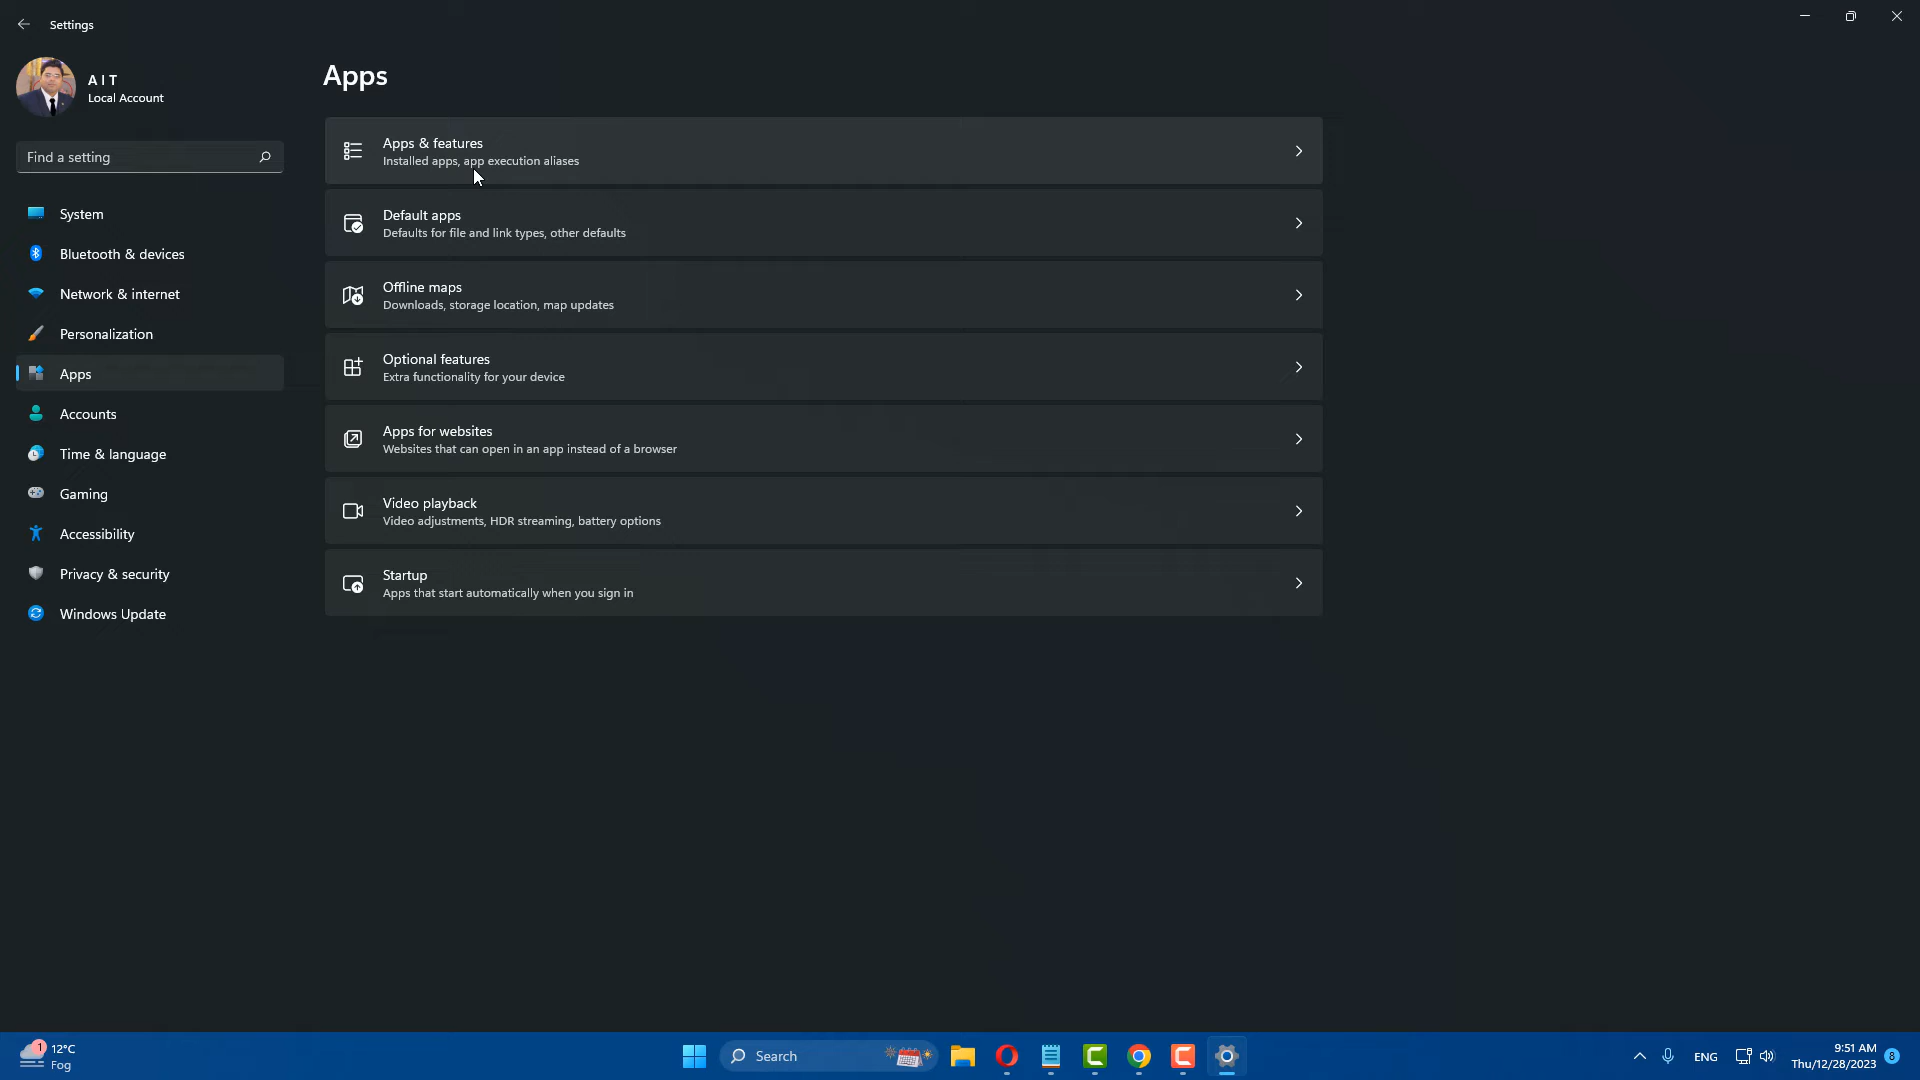 Settings
A I T
Local Account
Find a setting
System
Bluetooth & devices
Network & internet
Personalization
Apps
Accounts
Time & language
Gaming
Accessibility
Privacy & security
Windows Update
Apps
Apps & features
Installed apps, app execution aliases
Default apps
Defaults for file and link types, other defaults
Offline maps
Downloads, storage location, map updates
Optional features
Extra functionality for your device
Apps for websites
Websites that can open in an app instead of a browser
Video playback
Video adjustments, HDR streaming, battery options
Startup
Apps that start automatically when you sign in
1
12°C
Fog
Search
ENG
9:51 AM
Thu/12/28/2023
8